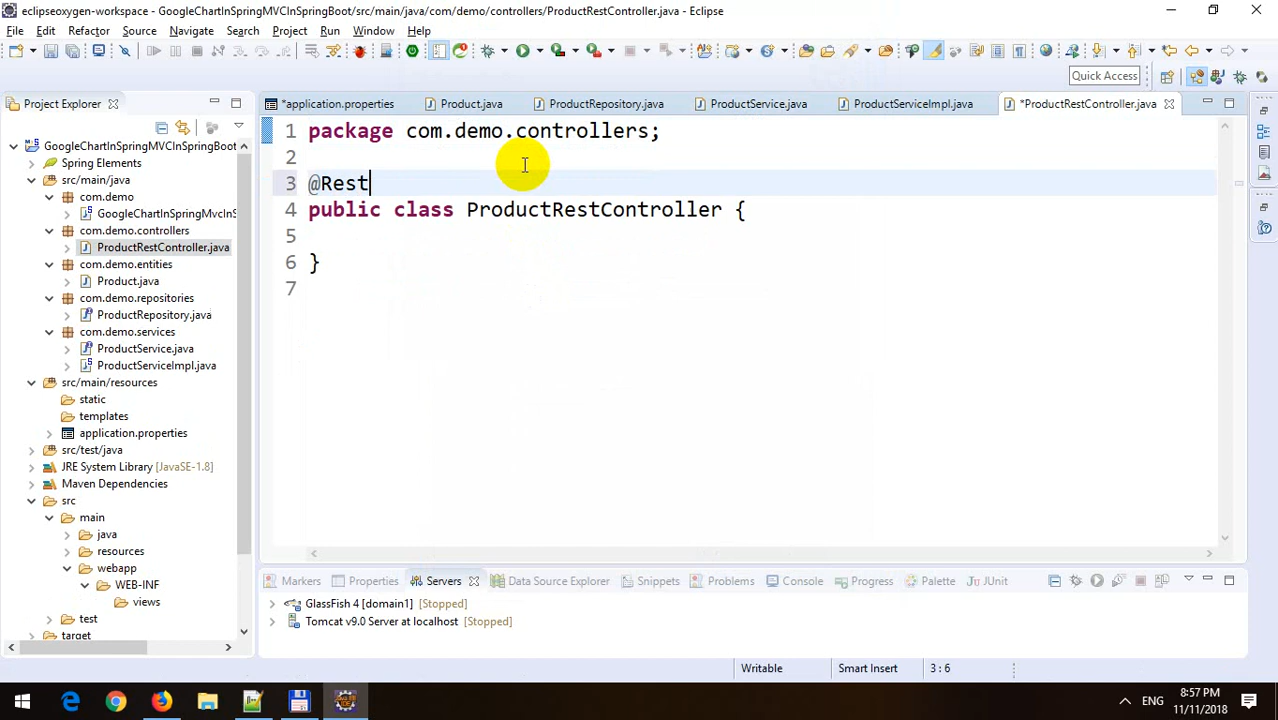 eclipseoxygen-workspace - GoogleChartInSpringMVCInSpringBoot/src/main/java/com/demo/controllers/ProductRestController.java - Eclipse
File Edit Refactor Source Navigate Search Project Run Window Help
Quick Access
Project Explorer
*application.properties Product.java ProductRepository.java ProductService.java ProductServiceImpl.java *ProductRestController.java
GoogleChartInSpringMVCInSpringBoot
Spring Elements
src/main/java
com.demo
GoogleChartInSpringMvcInS
com.demo.controllers
ProductRestController.java
com.demo.entities
Product.java
com.demo.repositories
ProductRepository.java
com.demo.services
ProductService.java
ProductServiceImpl.java
src/main/resources
static
templates
application.properties
src/test/java
JRE System Library [JavaSE-1.8]
Maven Dependencies
src
main
java
resources
webapp
WEB-INF
views
test
target
1 package com.demo.controllers;
2
3 @Rest
4 public class ProductRestController {
5
6 }
7
Markers Properties Servers Data Source Explorer Snippets Problems Console Progress Palette JUnit
GlassFish 4 [domain1] [Stopped]
Tomcat v9.0 Server at localhost [Stopped]
Writable Smart Insert 3 : 6
ENG 8:57 PM
11/11/2018